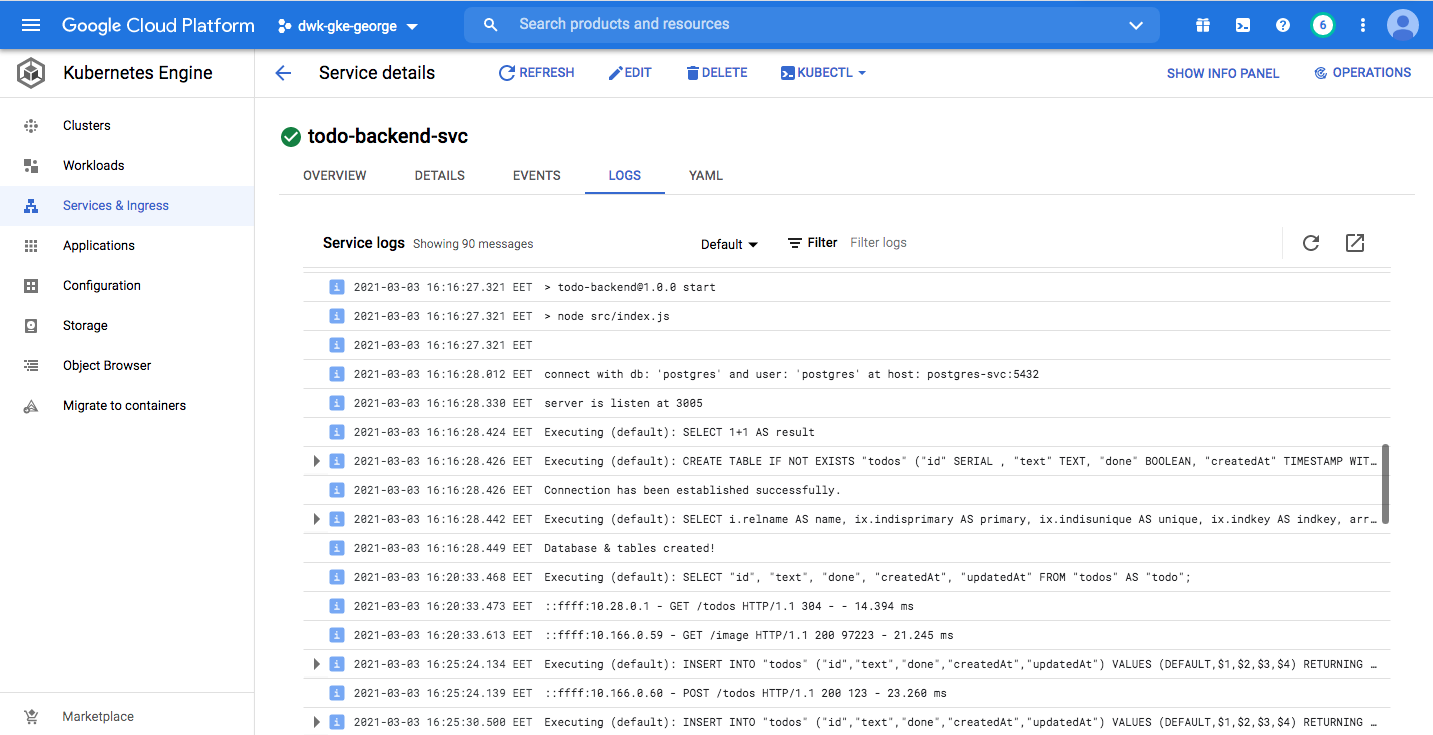 Google Cloud Platform dwk-gke-george Search products and resources 6
Kubernetes Engine Service details REFRESH EDIT DELETE KUBECTL SHOW INFO PANEL OPERATIONS
Clusters
Workloads
Services & Ingress
Applications
Configuration
Storage
Object Browser
Migrate to containers
Marketplace
todo-backend-svc
OVERVIEW DETAILS EVENTS LOGS YAML
Service logs Showing 90 messages Default Filter Filter logs
i 2021-03-03 16:16:27.321 EET > todo-backend@1.0.0 start
i 2021-03-03 16:16:27.321 EET > node src/index.js
i 2021-03-03 16:16:27.321 EET
i 2021-03-03 16:16:28.012 EET connect with db: 'postgres' and user: 'postgres' at host: postgres-svc:5432
i 2021-03-03 16:16:28.330 EET server is listen at 3005
i 2021-03-03 16:16:28.424 EET Executing (default): SELECT 1+1 AS result
i 2021-03-03 16:16:28.426 EET Executing (default): CREATE TABLE IF NOT EXISTS "todos" ("id" SERIAL , "text" TEXT, "done" BOOLEAN, "createdAt" TIMESTAMP WIT…
i 2021-03-03 16:16:28.426 EET Connection has been established successfully.
i 2021-03-03 16:16:28.442 EET Executing (default): SELECT i.relname AS name, ix.indisprimary AS primary, ix.indisunique AS unique, ix.indkey AS indkey, arr…
i 2021-03-03 16:16:28.449 EET Database & tables created!
i 2021-03-03 16:20:33.468 EET Executing (default): SELECT "id", "text", "done", "createdAt", "updatedAt" FROM "todos" AS "todo";
i 2021-03-03 16:20:33.473 EET ::ffff:10.28.0.1 - GET /todos HTTP/1.1 304 - - 14.394 ms
i 2021-03-03 16:20:33.613 EET ::ffff:10.166.0.59 - GET /image HTTP/1.1 200 97223 - 21.245 ms
i 2021-03-03 16:25:24.134 EET Executing (default): INSERT INTO "todos" ("id","text","done","createdAt","updatedAt") VALUES (DEFAULT,$1,$2,$3,$4) RETURNING …
i 2021-03-03 16:25:24.139 EET ::ffff:10.166.0.60 - POST /todos HTTP/1.1 200 123 - 23.260 ms
i 2021-03-03 16:25:30.500 EET Executing (default): INSERT INTO "todos" ("id","text","done","createdAt","updatedAt") VALUES (DEFAULT,$1,$2,$3,$4) RETURNING …